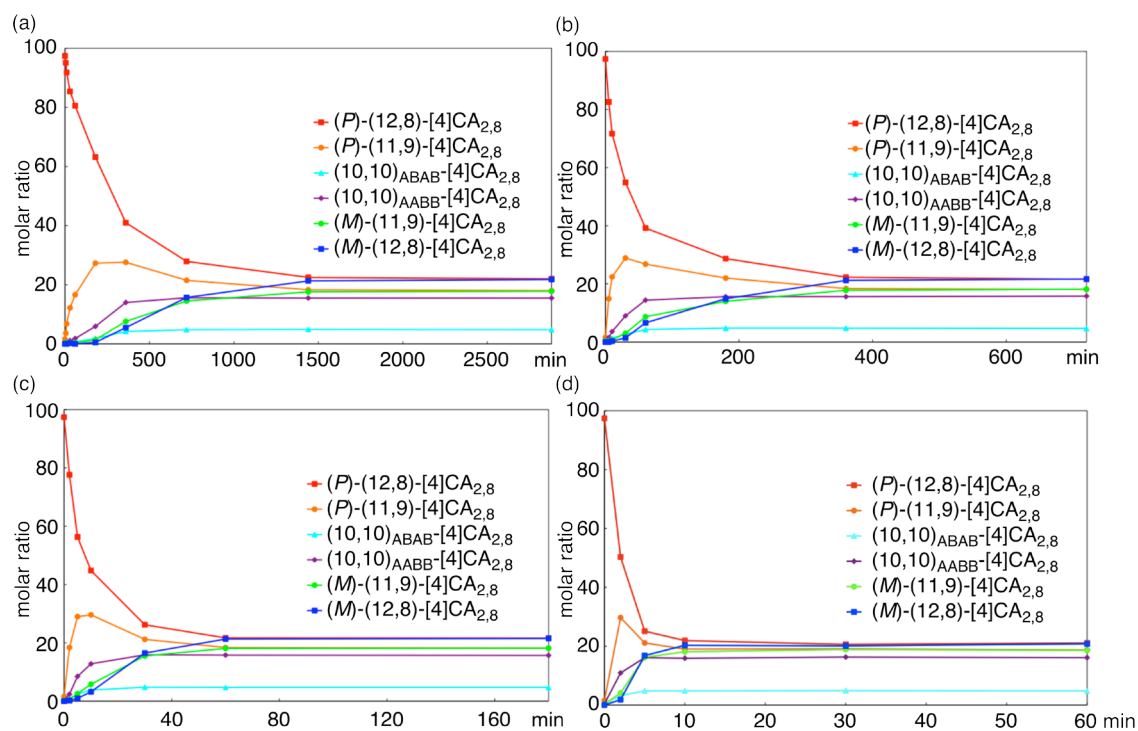 (a)
molar ratio
100
80
60
40
20
0
(P)-(12,8)-[4]CA2,8
(P)-(11,9)-[4]CA2,8
(10,10)ABAB-[4]CA2,8
(10,10)AABB-[4]CA2,8
(M)-(11,9)-[4]CA2,8
(M)-(12,8)-[4]CA2,8
0 500 1000 1500 2000 2500 min
(b)
molar ratio
100
80
60
40
20
0
(P)-(12,8)-[4]CA2,8
(P)-(11,9)-[4]CA2,8
(10,10)ABAB-[4]CA2,8
(10,10)AABB-[4]CA2,8
(M)-(11,9)-[4]CA2,8
(M)-(12,8)-[4]CA2,8
0 200 400 600 min
(c)
molar ratio
100
80
60
40
20
0
(P)-(12,8)-[4]CA2,8
(P)-(11,9)-[4]CA2,8
(10,10)ABAB-[4]CA2,8
(10,10)AABB-[4]CA2,8
(M)-(11,9)-[4]CA2,8
(M)-(12,8)-[4]CA2,8
0 40 80 120 160 min
(d)
molar ratio
100
80
60
40
20
0
(P)-(12,8)-[4]CA2,8
(P)-(11,9)-[4]CA2,8
(10,10)ABAB-[4]CA2,8
(10,10)AABB-[4]CA2,8
(M)-(11,9)-[4]CA2,8
(M)-(12,8)-[4]CA2,8
0 10 20 30 40 50 60 min